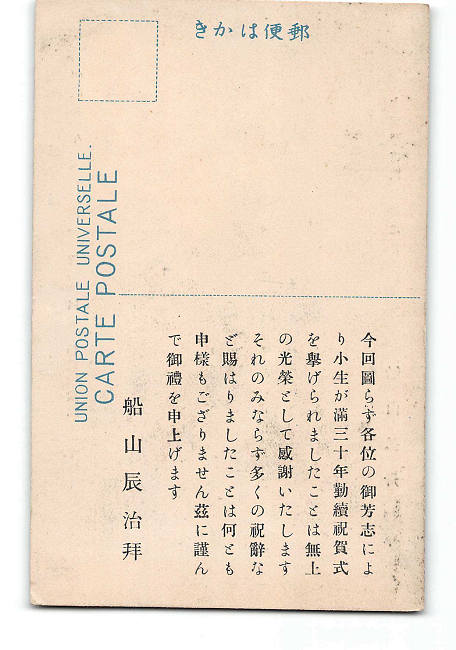 きかは便郵
UNION POSTALE UNIVERSELLE.
CARTE POSTALE
今回圖らず各位の御芳志によ
り小生が滿三十年勤續祝賀式
を擧げられましたことは無上
の光榮として感謝いたします
それのみならず多くの祝辭な
ど賜はりましたことは何とも
申樣もござりません茲に謹ん
で御禮を申上げます
船山辰治拜